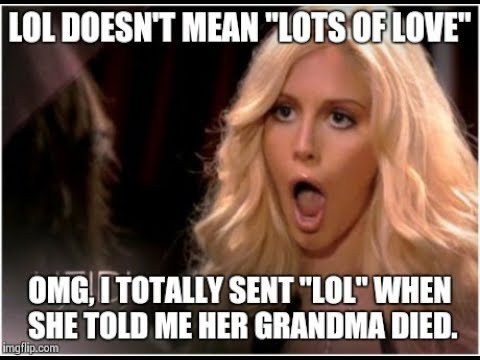 LOL DOESN'T MEAN "LOTS OF LOVE"
OMG, I TOTALLY SENT "LOL" WHEN
SHE TOLD ME HER GRANDMA DIED.
imgflip.com